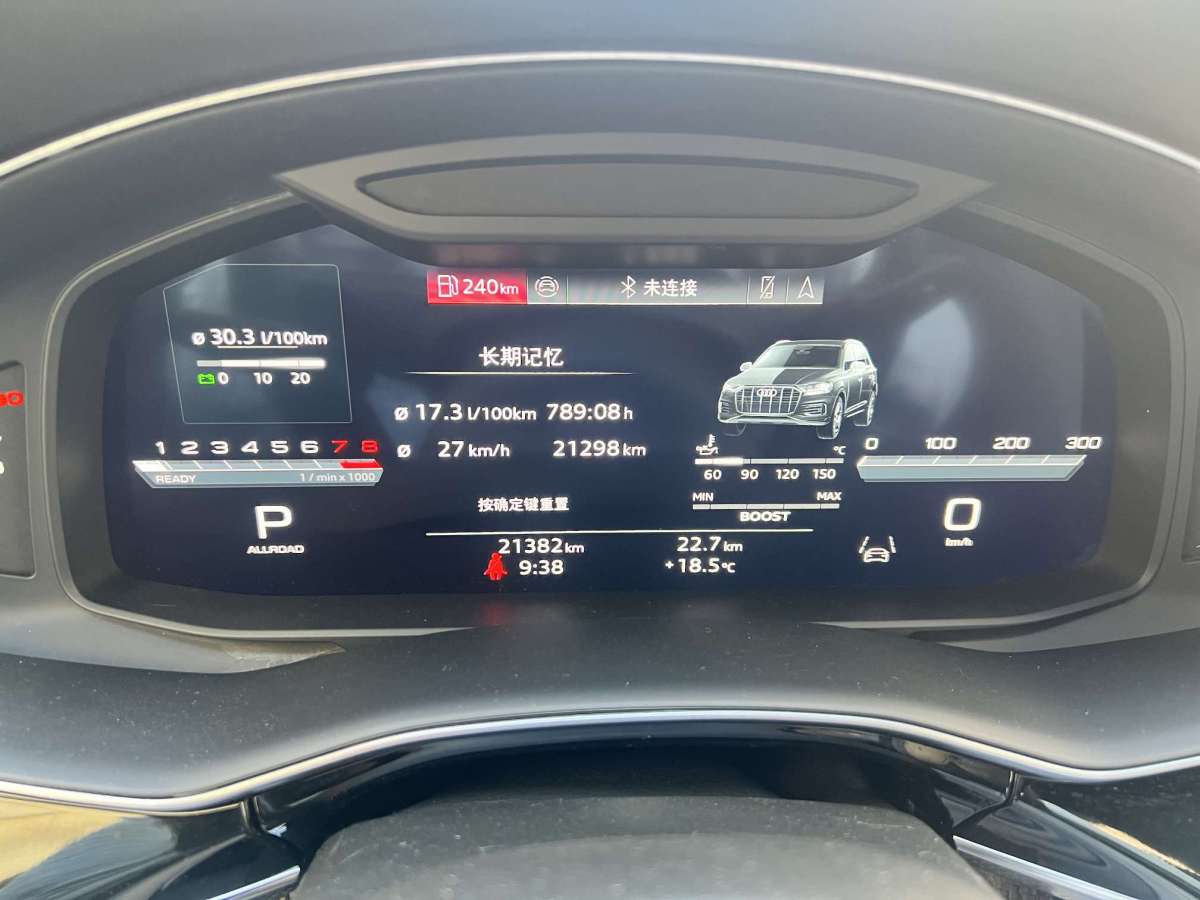 240km
未连接
ø 30.3 l/100km
0 10 20
长期记忆
ø 17.3 l/100km 789:08 h
ø 27 km/h 21298 km
1 2 3 4 5 6 7 8
READY 1 / min x 1000
°C
60 90 120 150
0 100 200 300
MIN MAX
BOOST
P
ALLROAD
按确定键重置
0
km/h
21382 km 22.7 km
9:38 +18.5°C